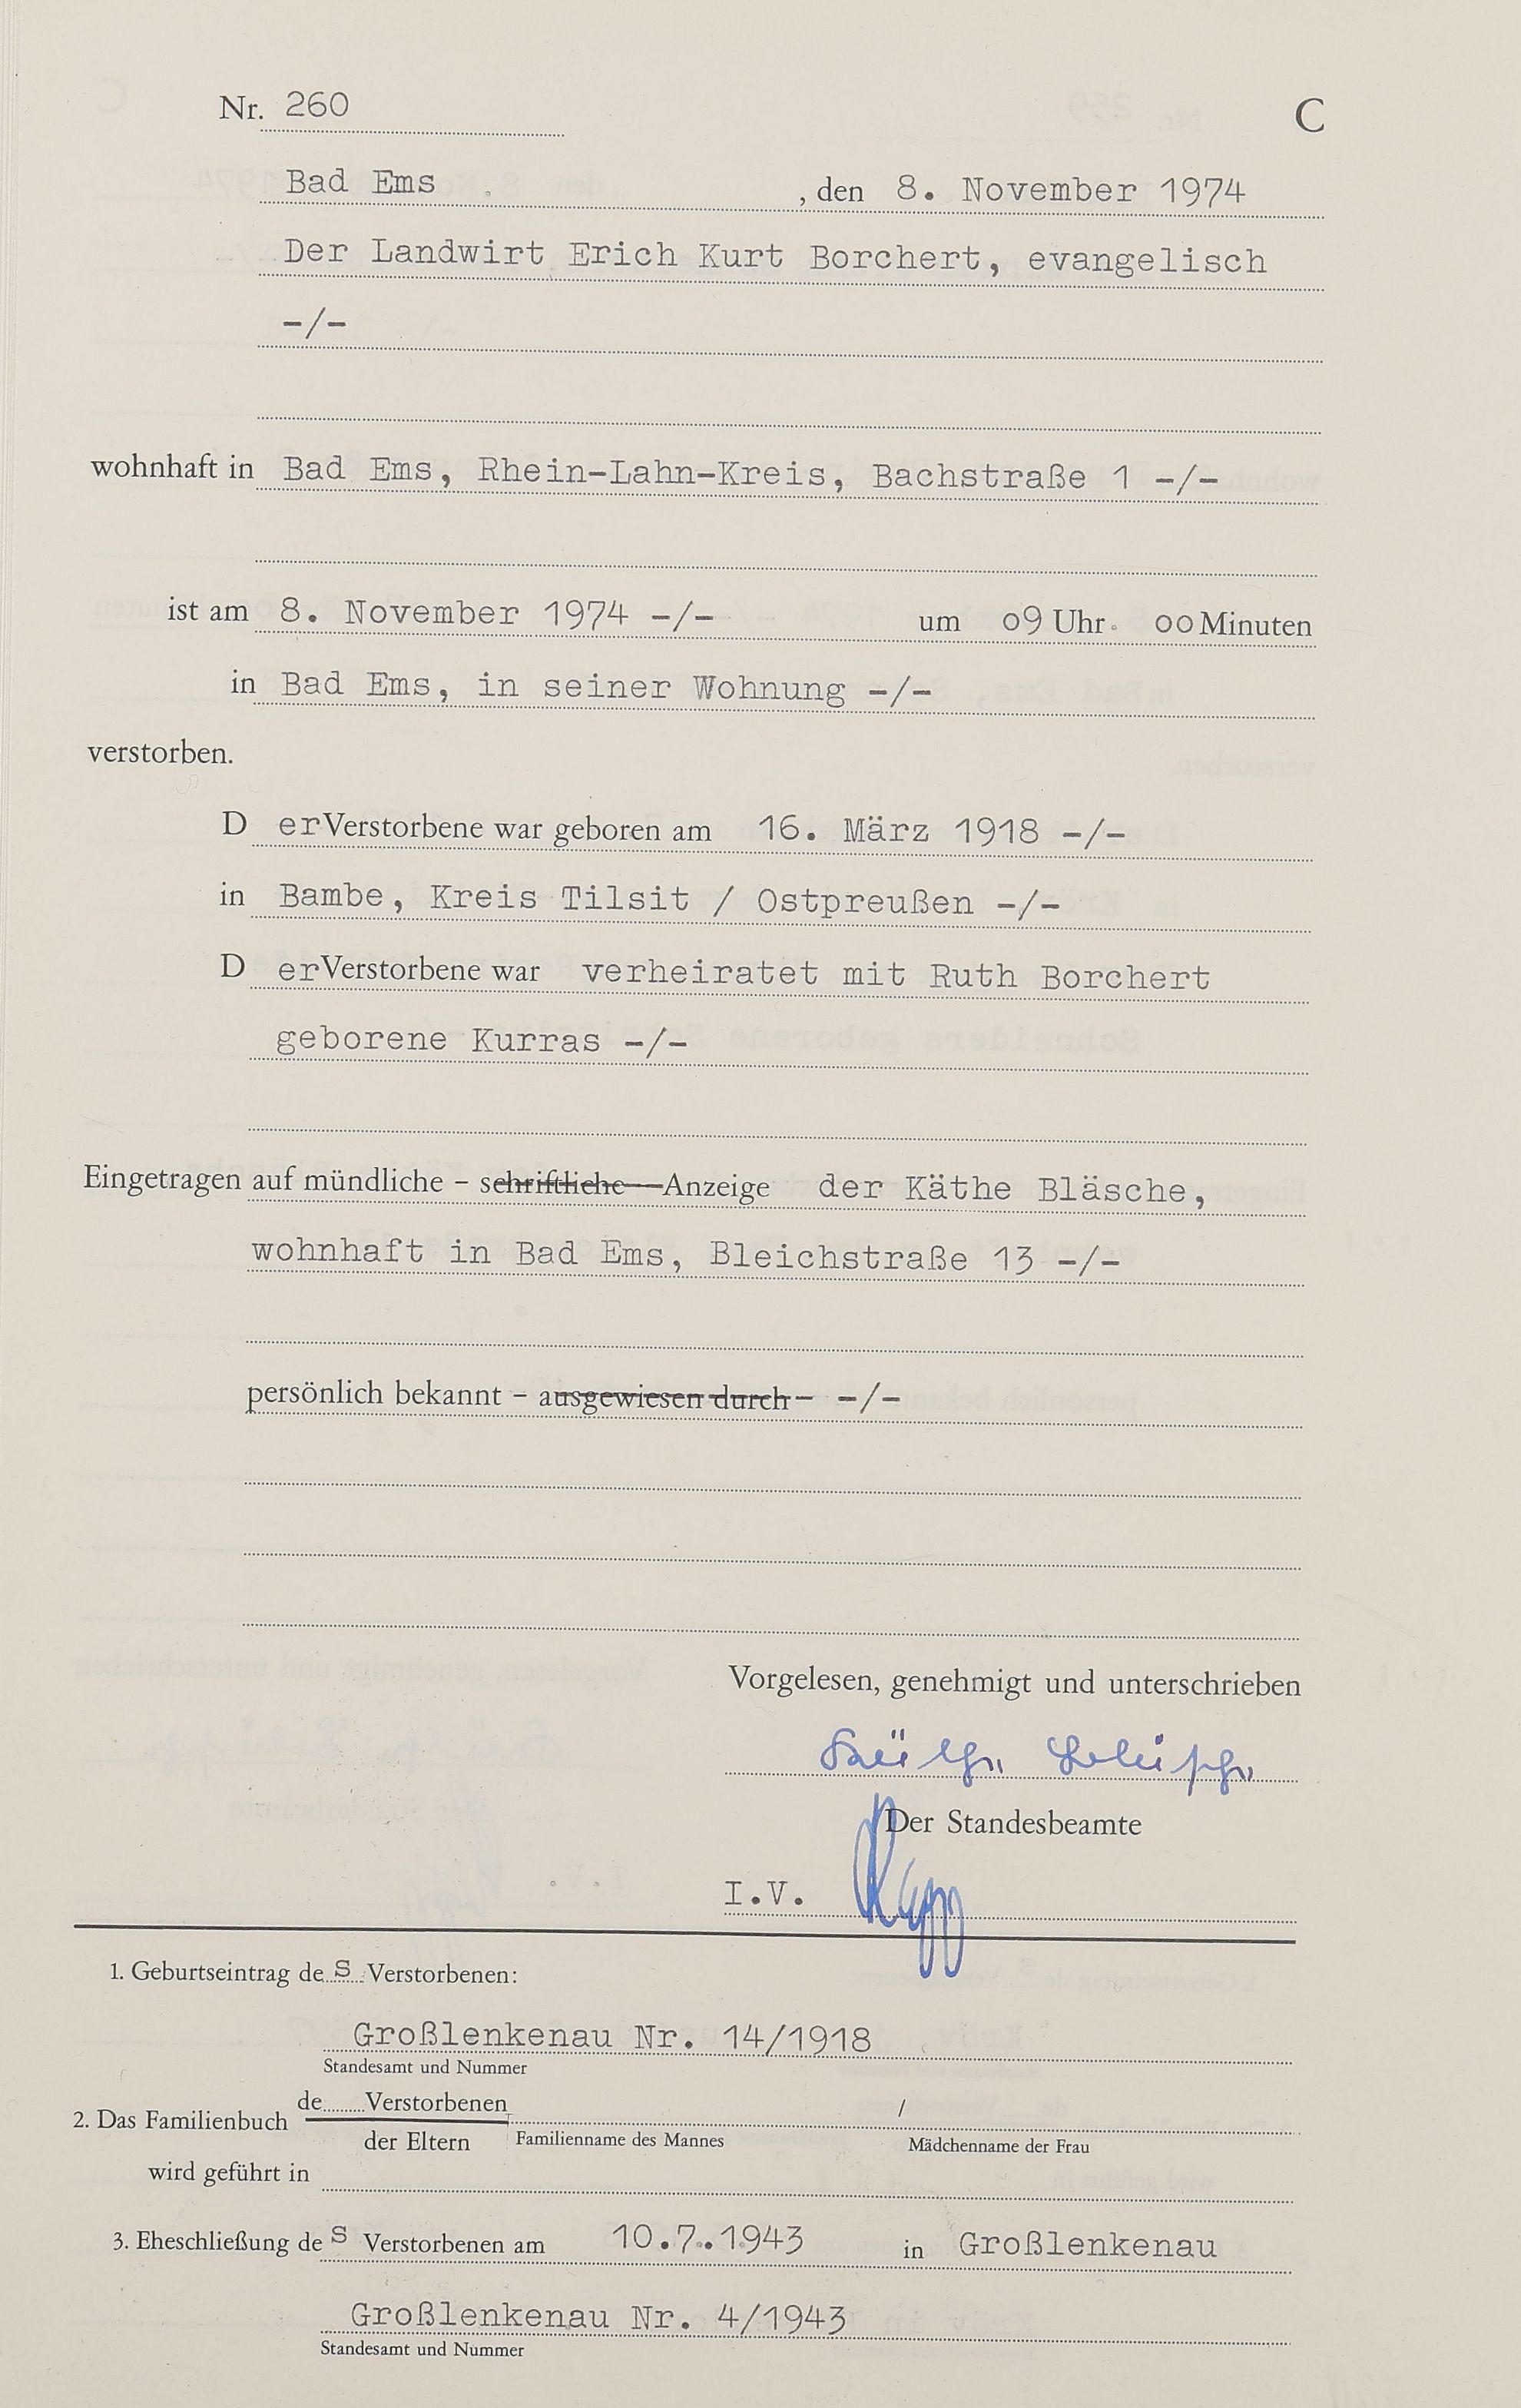 Nr. 260 C
Bad Ems , den 8. November 1974
Der Landwirt Erich Kurt Borchert, evangelisch
-/-
wohnhaft in Bad Ems, Rhein-Lahn-Kreis, Bachstraße 1 -/-
ist am 8. November 1974 -/- um 09 Uhr 00 Minuten
in Bad Ems, in seiner Wohnung -/-
verstorben.
D er Verstorbene war geboren am 16. März 1918 -/-
in Bambe, Kreis Tilsit / Ostpreußen -/-
D er Verstorbene war verheiratet mit Ruth Borchert
geborene Kurras -/-
Eingetragen auf mündliche - schriftliche - Anzeige der Käthe Bläsche,
wohnhaft in Bad Ems, Bleichstraße 13 -/-
persönlich bekannt - ausgewiesen durch - -/-
Vorgelesen, genehmigt und unterschrieben
Käthe Bläsche
Der Standesbeamte
I.V.
1. Geburtseintrag des Verstorbenen:
Großlenkenau Nr. 14/1918
Standesamt und Nummer
de Verstorbenen /
2. Das Familienbuch
der Eltern Familienname des Mannes Mädchenname der Frau
wird geführt in
3. Eheschließung des Verstorbenen am 10.7.1943 in Großlenkenau
Großlenkenau Nr. 4/1943
Standesamt und Nummer